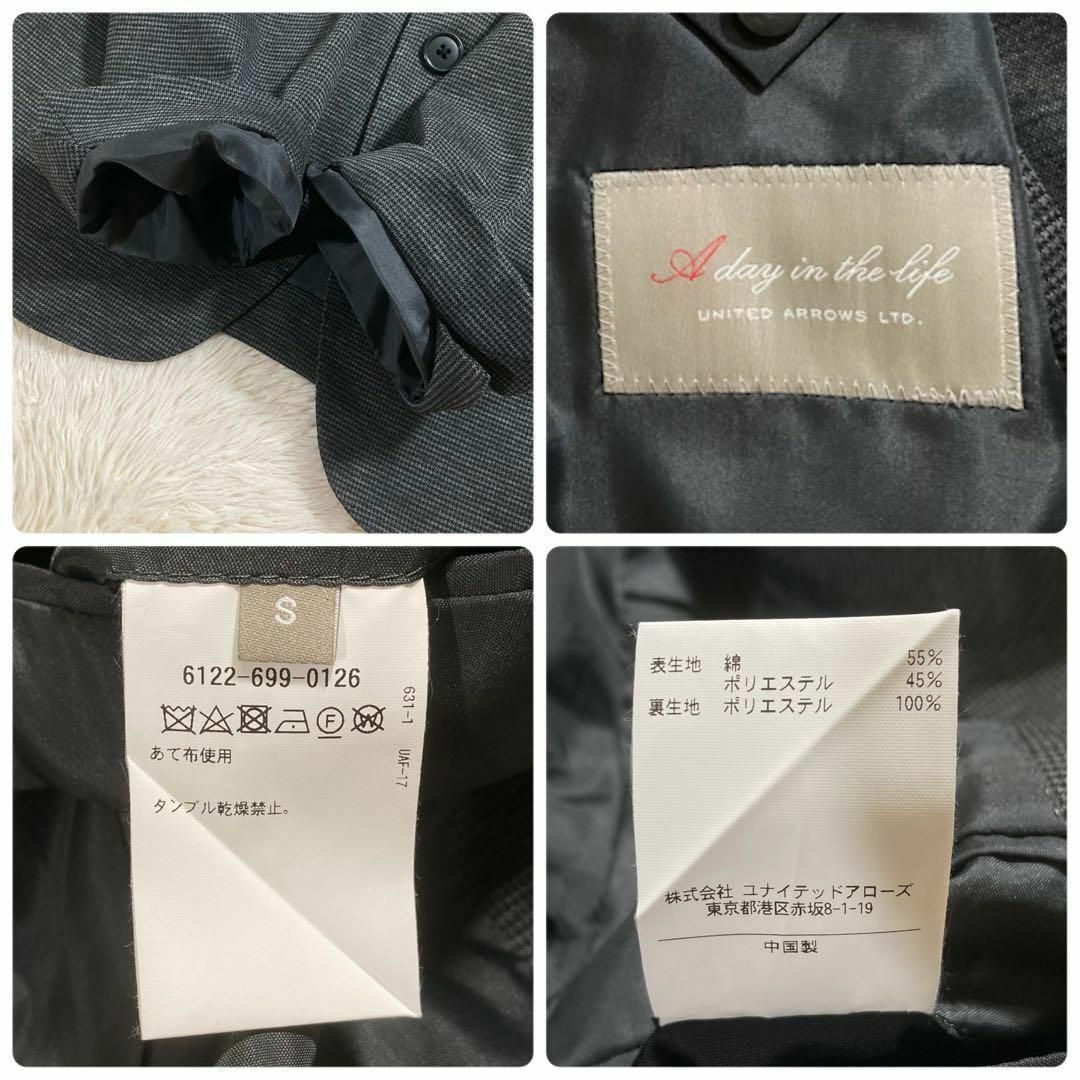 A day in the life
UNITED ARROWS LTD.
S
6122-699-0126
631-1
UAF-17
F
W
あて布使用
タンブル乾燥禁止。
表生地 綿 55%
ポリエステル 45%
裏生地 ポリエステル 100%
株式会社 ユナイテッドアローズ
東京都港区赤坂8-1-19
中国製